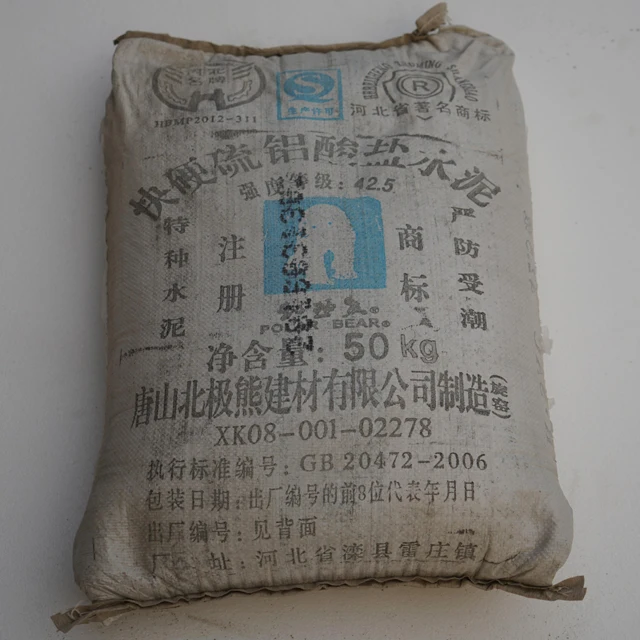 HBMP2012-311
河北省著名商标
快硬硫铝酸盐水泥
强度等级：42.5
特种水泥
注册
商标
严防受潮
POLAR BEAR
净含量：50 kg
唐山北极熊建材有限公司制造
XK08-001-02278
执行标准编号：GB 20472-2006
包装日期：出厂编号的前8位代表年月日
出厂编号：见背面
厂 址：河北省滦县雷庄镇